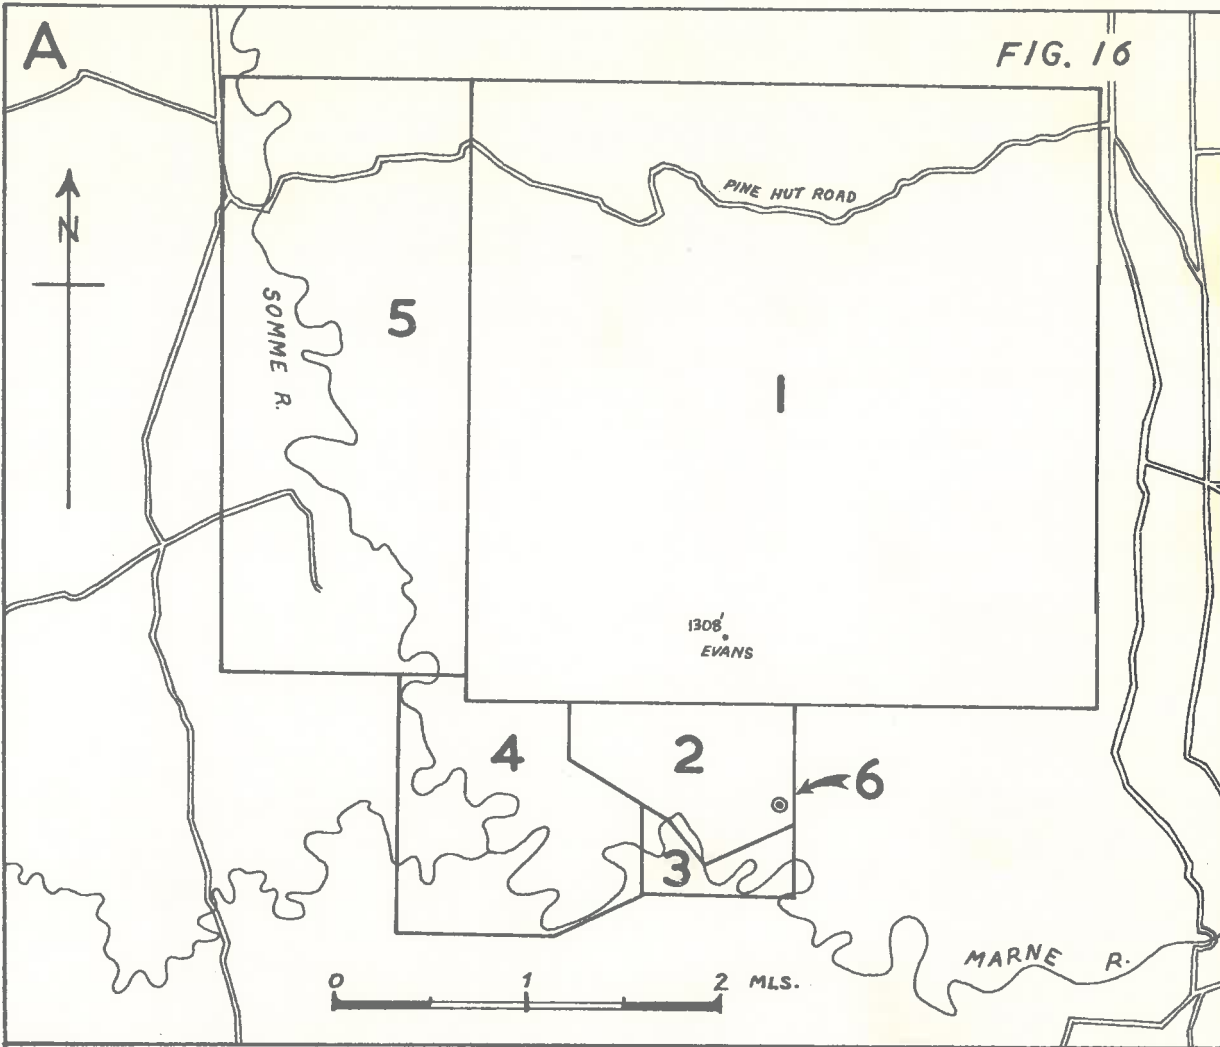 A
FIG. 16
N
PINE HUT ROAD
SOMME R.
5
1
1308'
EVANS
4
2
6
3
MARNE R.
0 1 2 MLS.